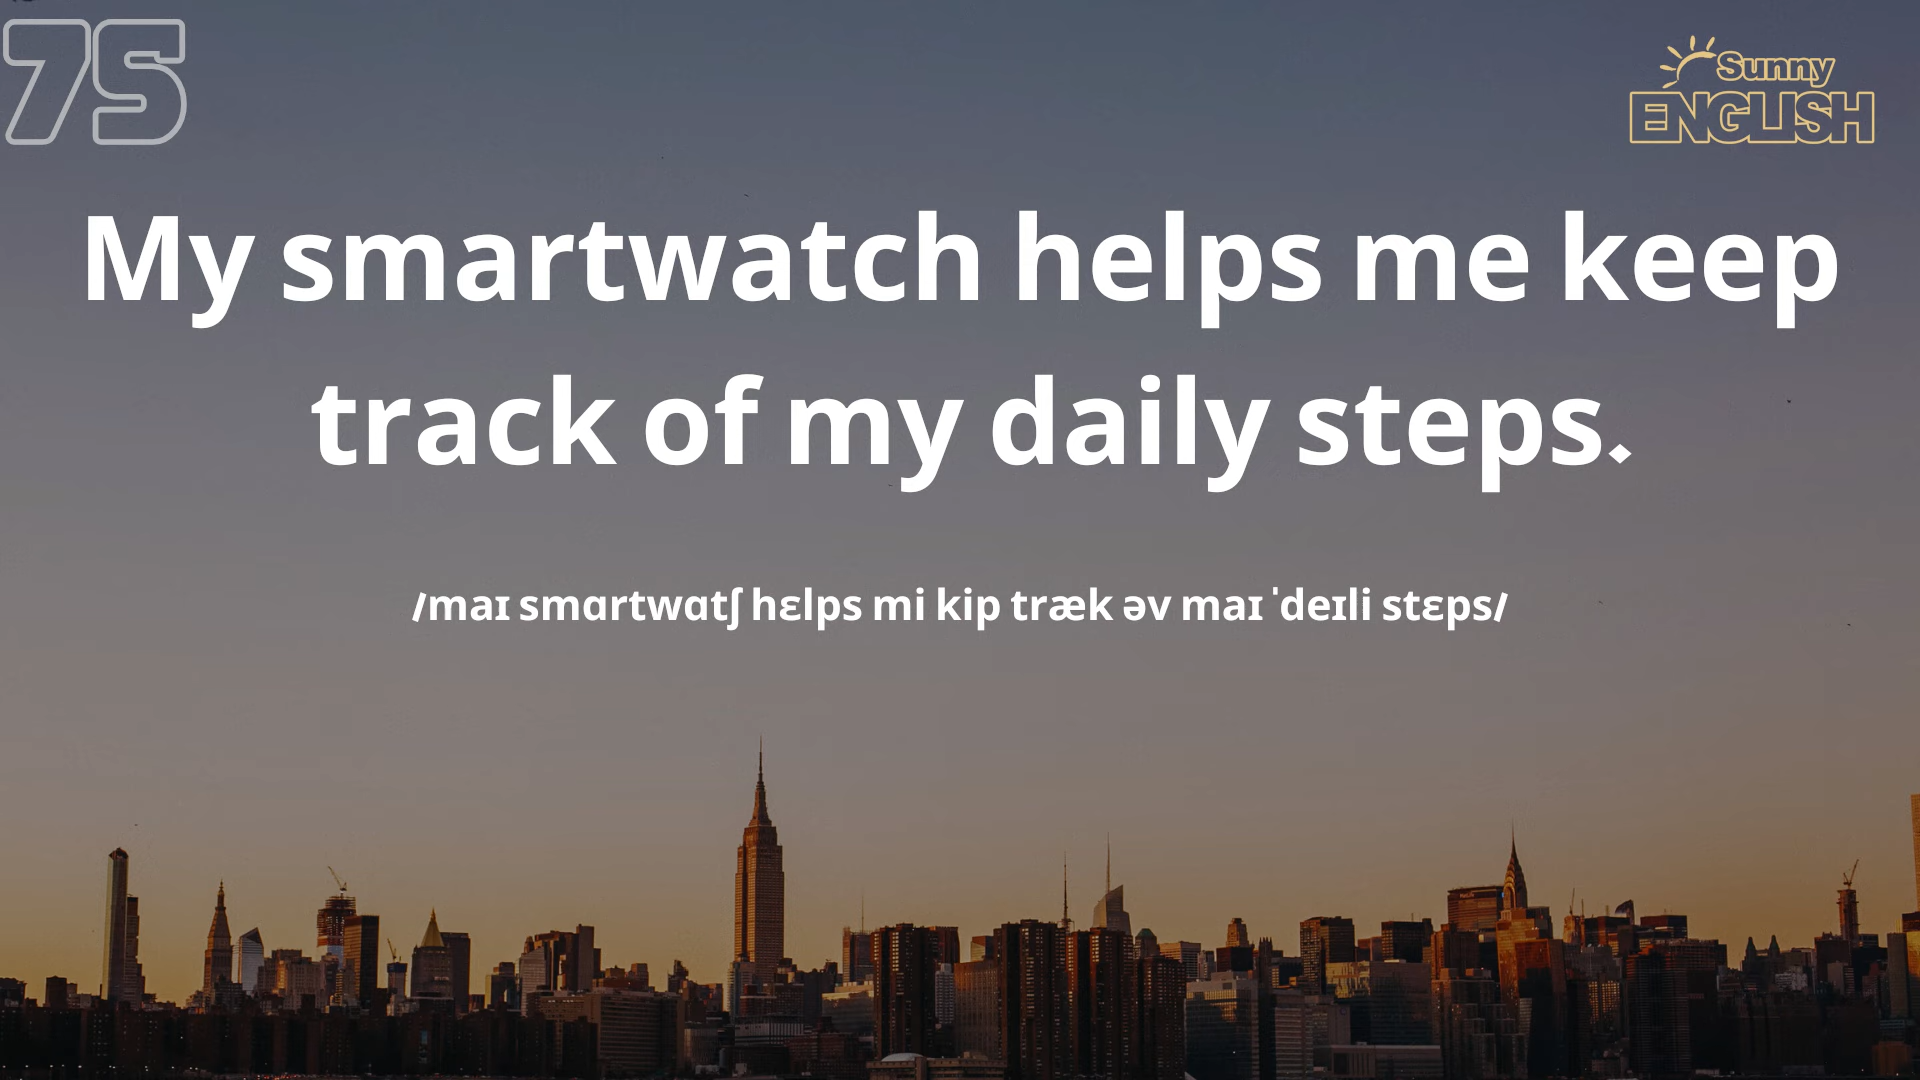 75
Sunny
ENGLISH
My smartwatch helps me keep
track of my daily steps.
/maɪ smɑrtwɑtʃ hɛlps mi kip træk əv maɪ ˈdeɪli stɛps/